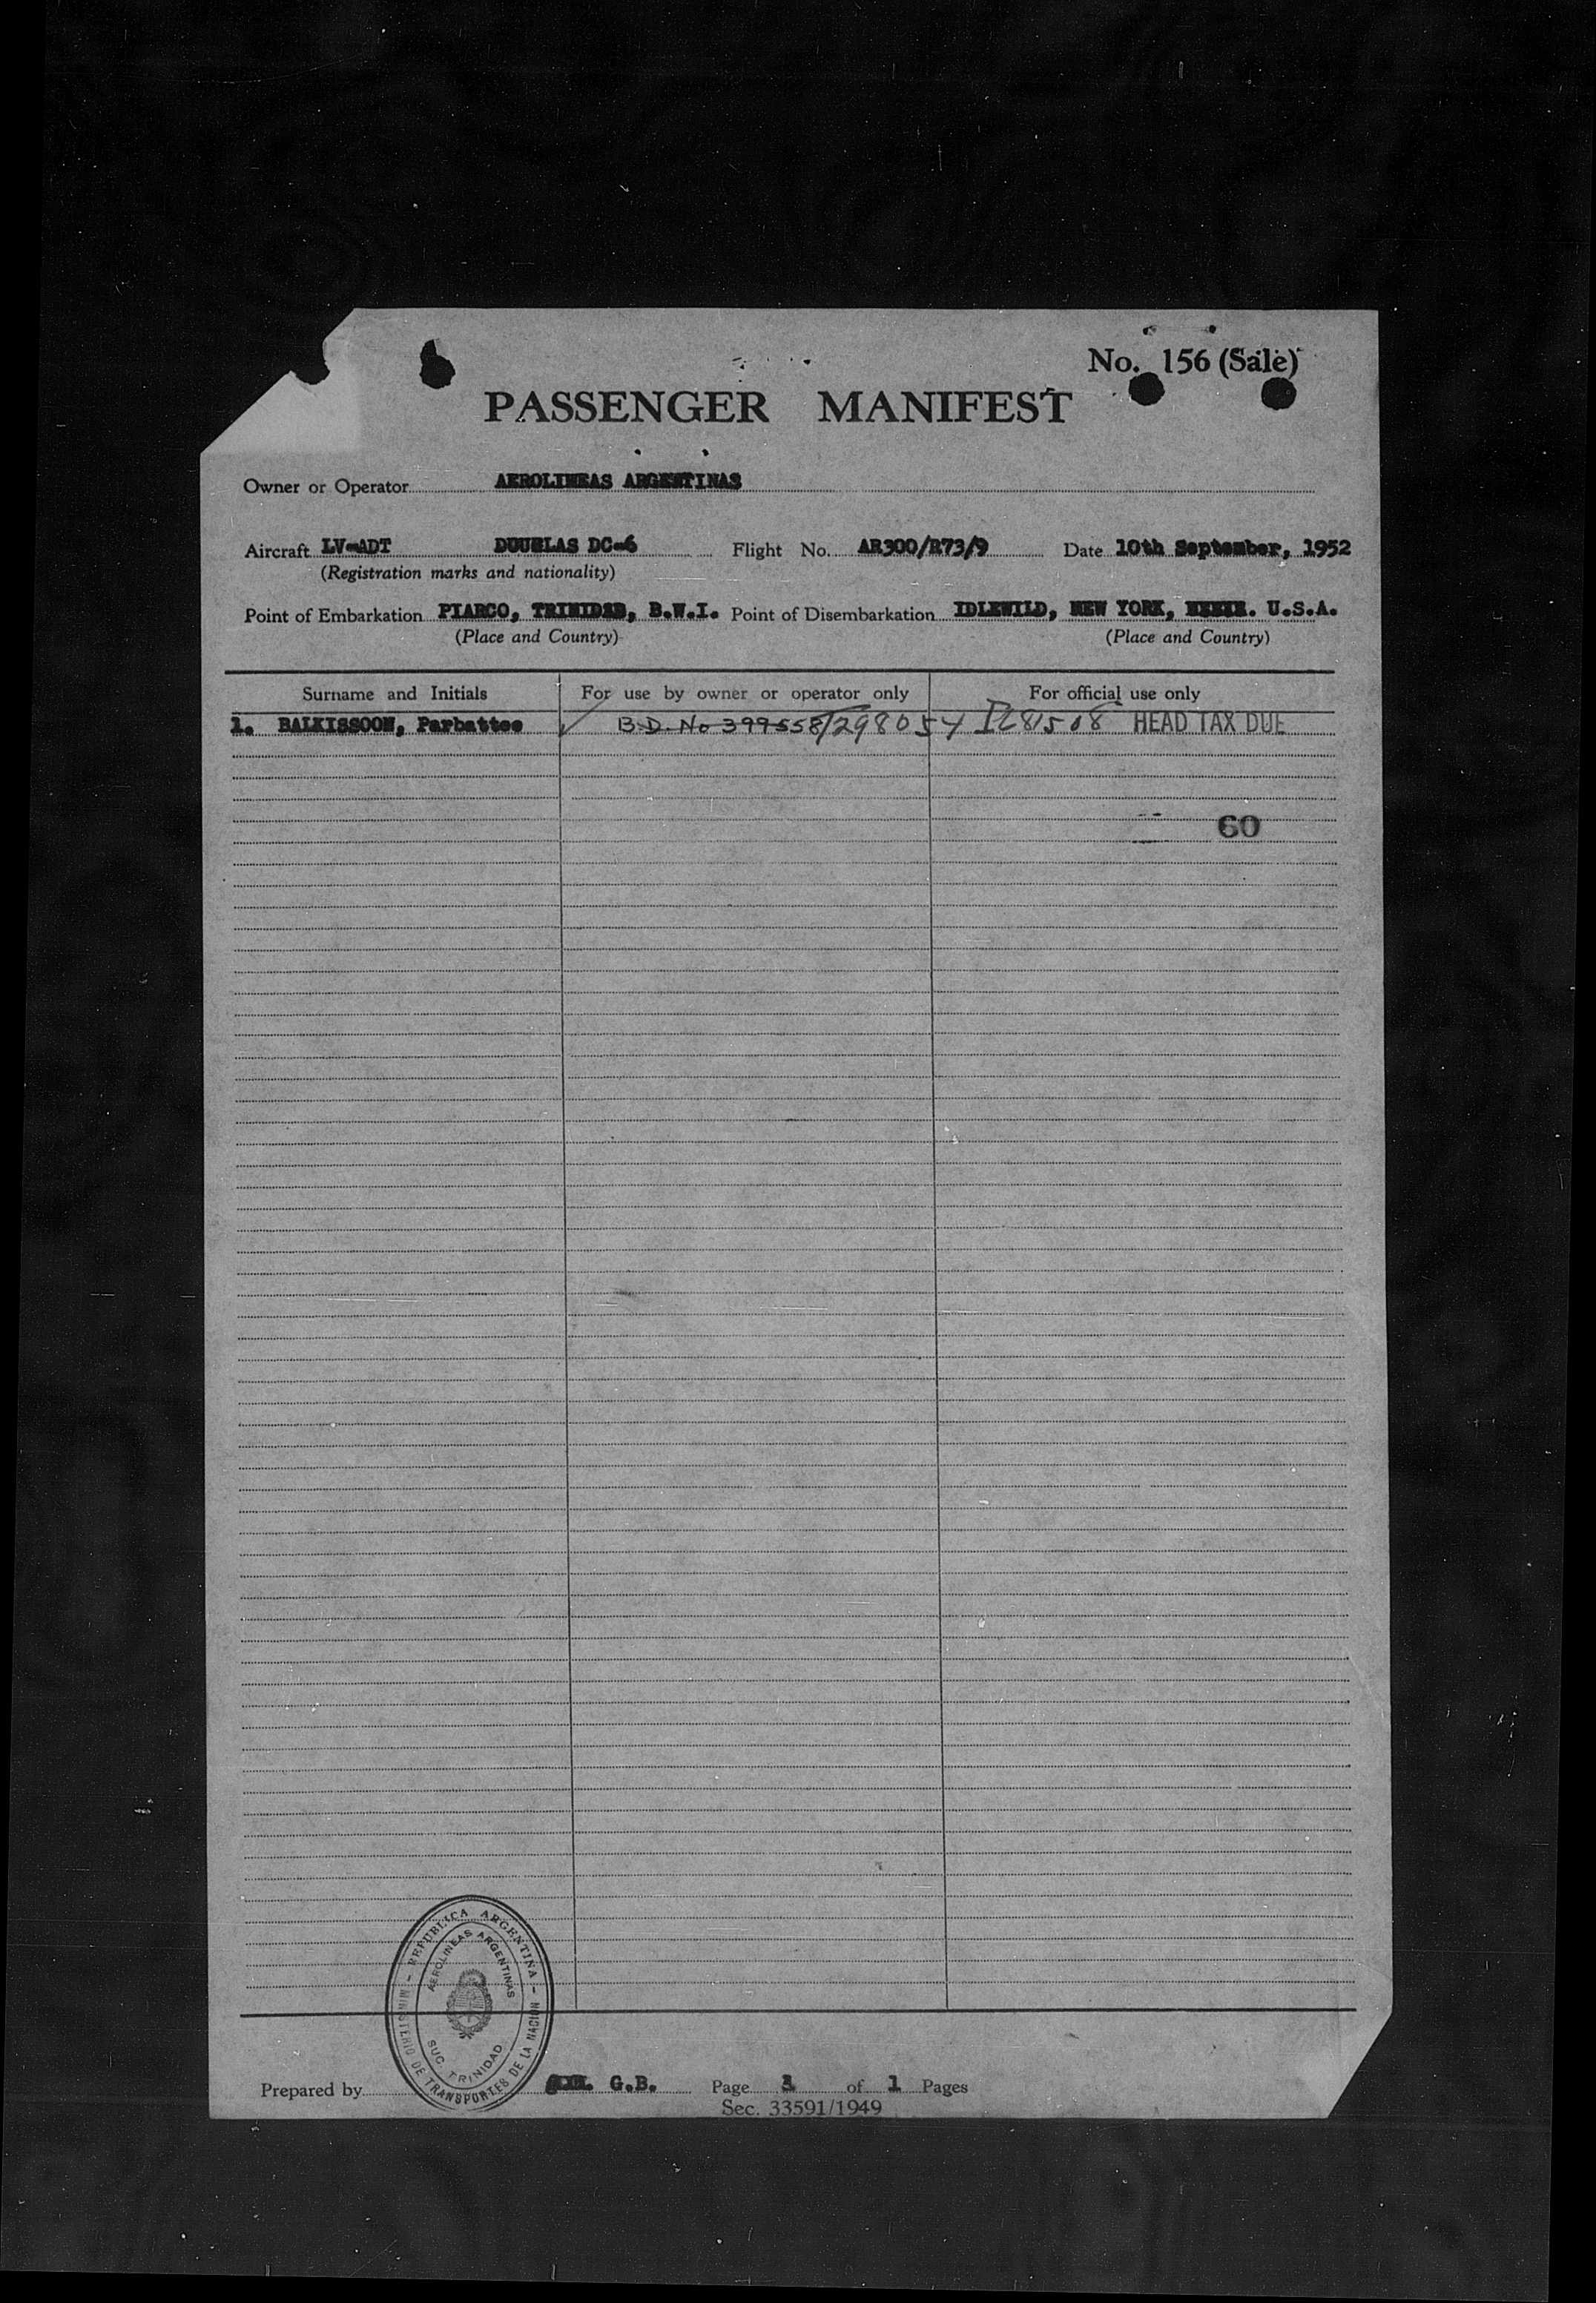 No. 156 (Sale)
PASSENGER MANIFEST
Owner or Operator AEROLINEAS ARGENTINAS
Aircraft LV-ADT DOUGLAS DC-6 Flight No. AR300/R73/9 Date 10th September, 1952
(Registration marks and nationality)
Point of Embarkation PIARCO, TRINIDAD, B.W.I. Point of Disembarkation IDLEWILD, NEW YORK, U.S.A.
(Place and Country) (Place and Country)
Surname and Initials For use by owner or operator only For official use only
1. BALKISSOON, Parbattee ✓ B.D. No 399558/298054 I281508 HEAD TAX DUE
60
REPUBLICA ARGENTINA
MINISTERIO DE TRANSPORTES DE LA NACION
AEROLINEAS ARGENTINAS
SUC. TRINIDAD
Prepared by G.B. Page 1 of 1 Pages
Sec. 33591/1949